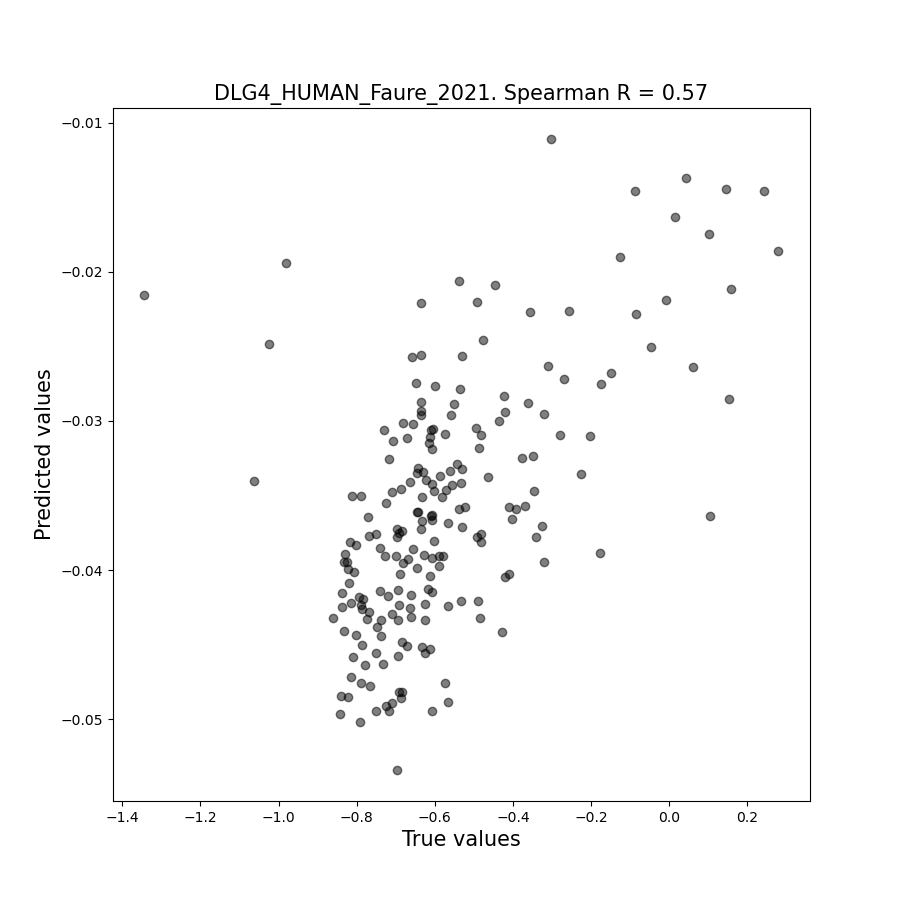 DLG4_HUMAN_Faure_2021. Spearman R = 0.57
−0.01
−0.02
−0.03
−0.04
−0.05
Predicted values
−1.4 −1.2 −1.0 −0.8 −0.6 −0.4 −0.2 0.0 0.2
True values